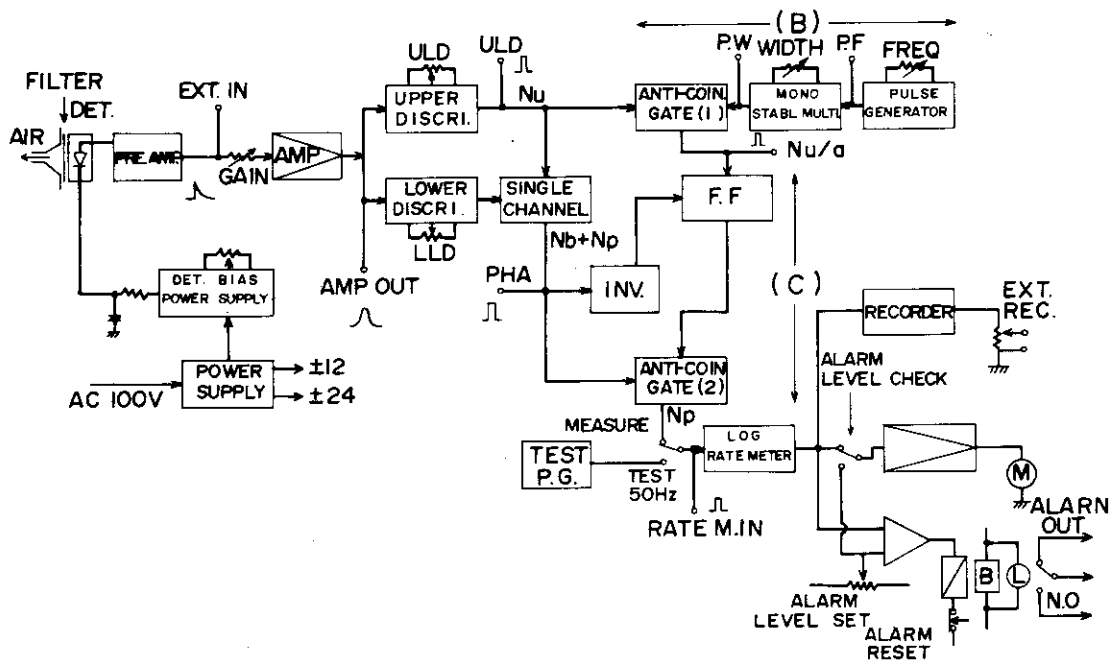 (B)
ULD
ULD
P.W
WIDTH
P.F
FREQ
FILTER
DET.
EXT. IN
UPPER
DISCRI.
Nu
ANTI-COIN.
GATE (1)
MONO
STABL MULTI.
PULSE
GENERATOR
AIR
PRE AMP.
GAIN
AMP
Nu/a
LOWER
DISCRI.
SINGLE
CHANNEL
F.F
LLD
Nb+Np
DET. BIAS
POWER SUPPLY
AMP OUT
PHA
INV.
(C)
RECORDER
EXT.
REC.
POWER
SUPPLY
±12
±24
AC 100V
ANTI-COIN
GATE (2)
ALARM
LEVEL CHECK
Np
MEASURE
LOG
RATE METER
TEST
P.G.
TEST
50Hz
M
RATE M.IN
ALARN
OUT
B
L
N.O
ALARM
LEVEL SET
ALARM
RESET